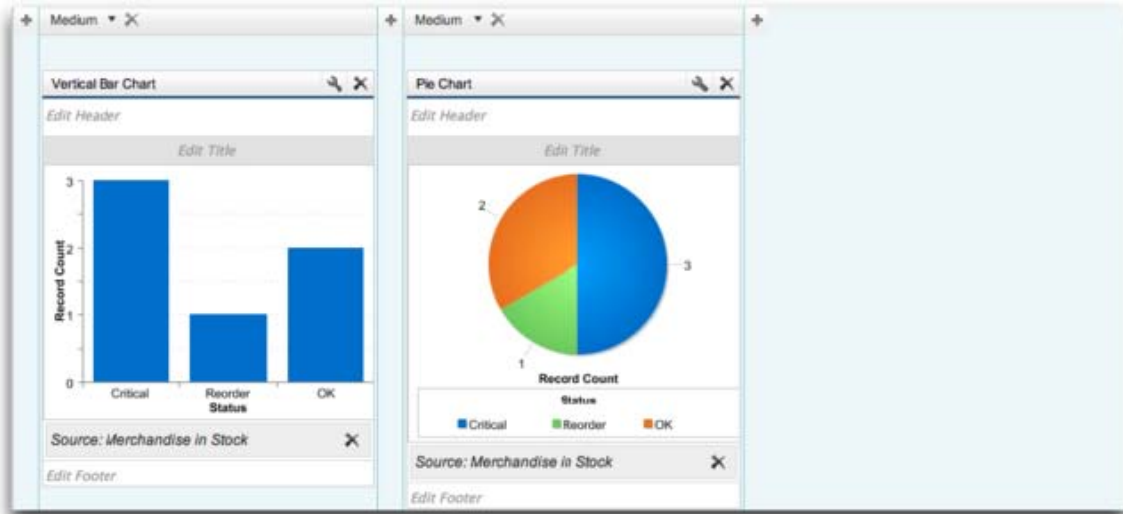 Medium
Medium
Vertical Bar Chart
Edit Header
Edit Title
3
2
1
0
Record Count
Critical
Reorder
OK
Status
Source: Merchandise in Stock
Edit Footer
Pie Chart
Edit Header
Edit Title
2
3
1
Record Count
Status
Critical
Reorder
OK
Source: Merchandise in Stock
Edit Footer